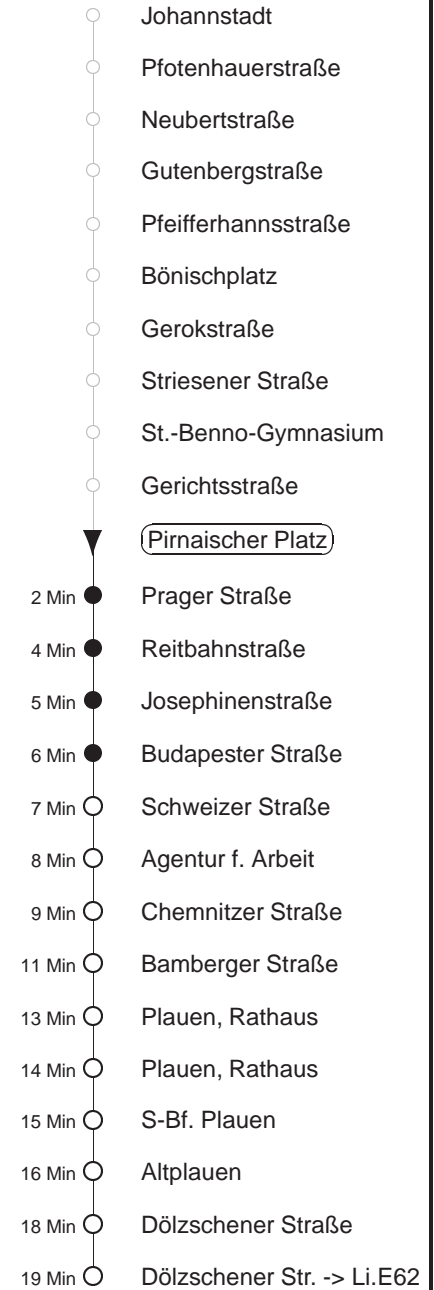 Johannstadt
Pfotenhauerstraße
Neubertstraße
Gutenbergstraße
Pfeifferhannsstraße
Bönischplatz
Gerokstraße
Striesener Straße
St.-Benno-Gymnasium
Gerichtsstraße
Pirnaischer Platz
2 Min Prager Straße
4 Min Reitbahnstraße
5 Min Josephinenstraße
6 Min Budapester Straße
7 Min Schweizer Straße
8 Min Agentur f. Arbeit
9 Min Chemnitzer Straße
11 Min Bamberger Straße
13 Min Plauen, Rathaus
14 Min Plauen, Rathaus
15 Min S-Bf. Plauen
16 Min Altplauen
18 Min Dölzschener Straße
19 Min Dölzschener Str. -> Li.E62